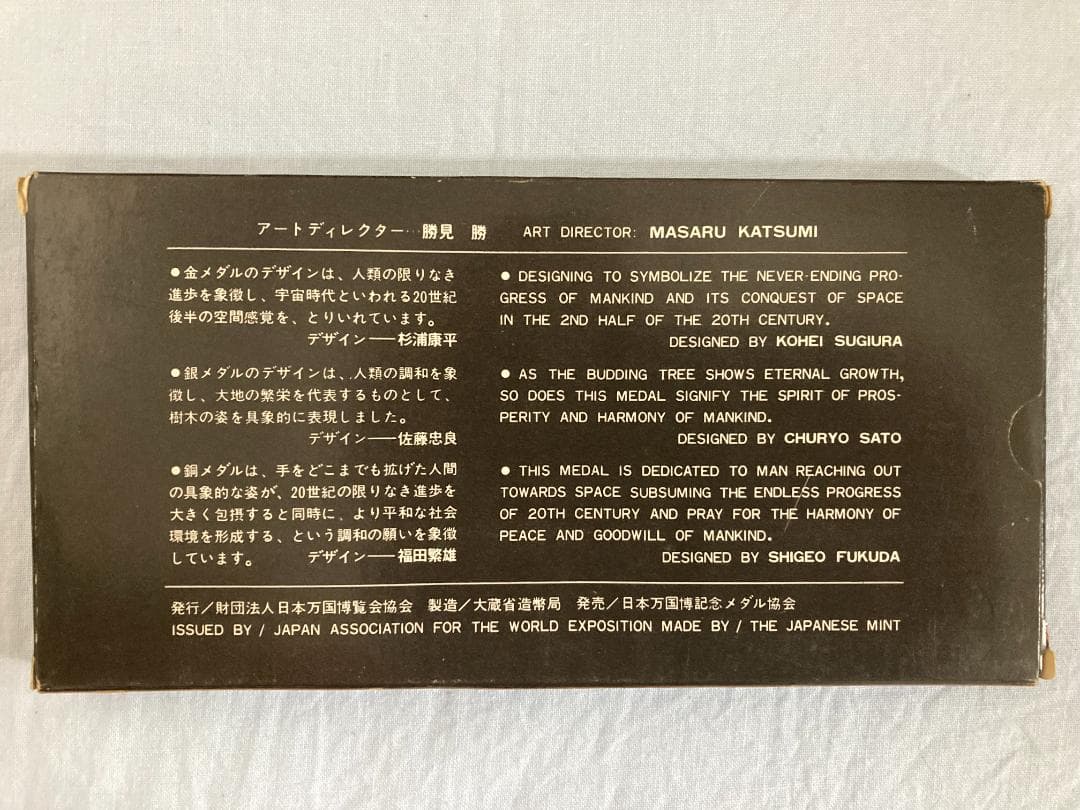 アートディレクター…勝見 勝 ART DIRECTOR: MASARU KATSUMI
●金メダルのデザインは、人類の限りなき
進歩を象徴し、宇宙時代といわれる20世紀
後半の空間感覚を、とりいれています。
デザイン──杉浦康平
●銀メダルのデザインは、人類の調和を象
徴し、大地の繁栄を代表するものとして、
樹木の姿を具象的に表現しました。
デザイン──佐藤忠良
●銅メダルは、手をどこまでも拡げた人間
の具象的な姿が、20世紀の限りなき進歩を
大きく包摂すると同時に、より平和な社会
環境を形成する、という調和の願いを象徴
しています。 デザイン──福田繁雄
● DESIGNING TO SYMBOLIZE THE NEVER-ENDING PRO-
GRESS OF MANKIND AND ITS CONQUEST OF SPACE
IN THE 2ND HALF OF THE 20TH CENTURY.
DESIGNED BY KOHEI SUGIURA
● AS THE BUDDING TREE SHOWS ETERNAL GROWTH,
SO DOES THIS MEDAL SIGNIFY THE SPIRIT OF PROS-
PERITY AND HARMONY OF MANKIND.
DESIGNED BY CHURYO SATO
● THIS MEDAL IS DEDICATED TO MAN REACHING OUT
TOWARDS SPACE SUBSUMING THE ENDLESS PROGRESS
OF 20TH CENTURY AND PRAY FOR THE HARMONY OF
PEACE AND GOODWILL OF MANKIND.
DESIGNED BY SHIGEO FUKUDA
発行/財団法人日本万国博覧会協会 製造/大蔵省造幣局 発売/日本万国博記念メダル協会
ISSUED BY / JAPAN ASSOCIATION FOR THE WORLD EXPOSITION MADE BY / THE JAPANESE MINT